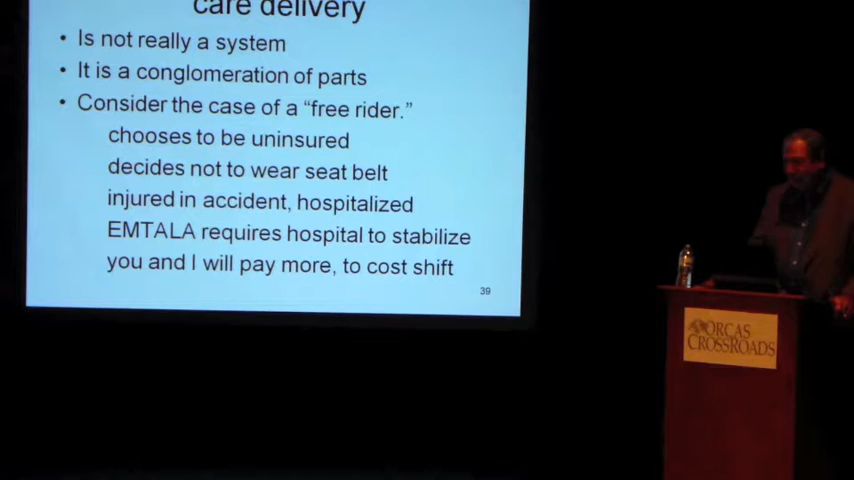 care delivery
• Is not really a system
• It is a conglomeration of parts
• Consider the case of a “free rider.”
chooses to be uninsured
decides not to wear seat belt
injured in accident, hospitalized
EMTALA requires hospital to stabilize
you and I will pay more, to cost shift
39
ORCAS
CROSSROADS